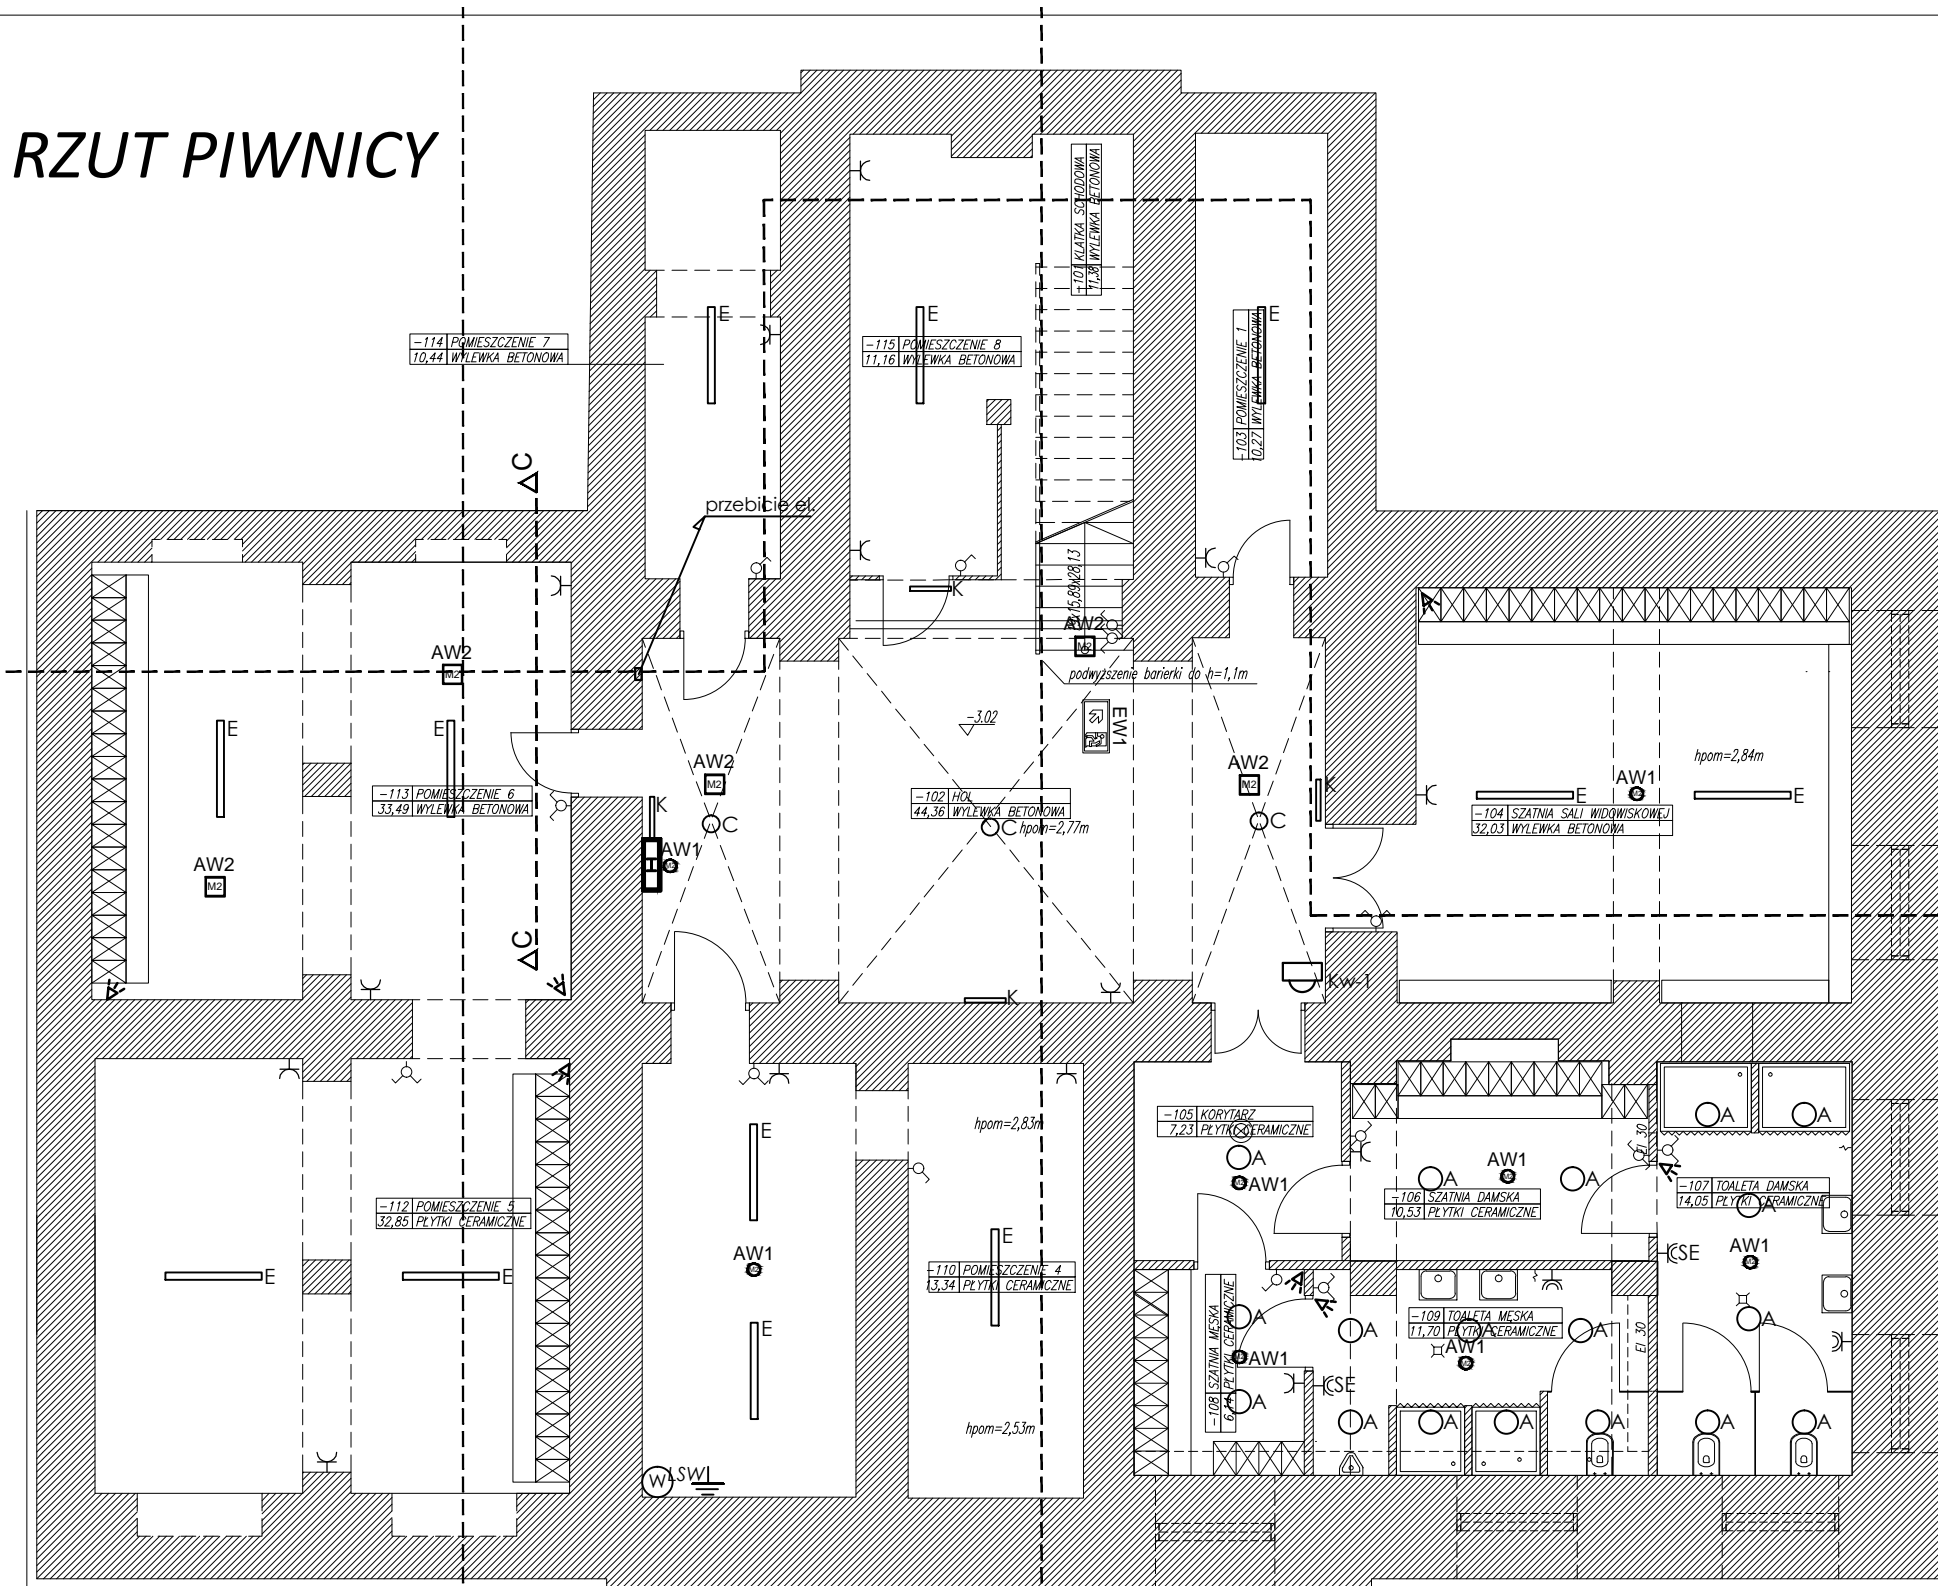 RZUT PIWNICY
-101 KLATKA SCHODOWA
11,38 WYLEWKA BETONOWA
E
E
E
-114 POMIESZCZENIE 7
10,44 WYLEWKA BETONOWA
-115 POMIESZCZENIE 8
11,16 WYLEWKA BETONOWA
-103 POMIESZCZENIE 1
10,27 WYLEWKA BETONOWA
C
przebicie el.
K
AW2
M2
podwyższenie barierki do h=1,1m
AW2
M2
E
E
-3.02
EW1
AW2
M2
AW2
M2
hpom=2,84m
K
K
AW1
E
E
-113 POMIESZCZENIE 6
33,49 WYLEWKA BETONOWA
-102 HOL
44,36 WYLEWKA BETONOWA
-104 SZATNIA SALI WIDOWISKOWEJ
32,03 WYLEWKA BETONOWA
C
C
hpom=2,77m
C
AW1
AW2
M2
C
K
Kw-1
hpom=2,83m
-105 KORYTARZ
7,23 PŁYTKI CERAMICZNE
A
A
EI 30
E
A
AW1
AW1
A
A
-106 SZATNIA DAMSKA
10,53 PŁYTKI CERAMICZNE
-107 TOALETA DAMSKA
14,05 PŁYTKI CERAMICZNE
A
-112 POMIESZCZENIE 5
32,85 PŁYTKI CERAMICZNE
E
AW1
AW1
SE
-110 POMIESZCZENIE 4
13,34 PŁYTKI CERAMICZNE
E
E
E
-108 SZATNIA MĘSKA
6,14 PŁYTKI CERAMICZNE
-109 TOALETA MĘSKA
11,70 PŁYTKI CERAMICZNE
A
A
A
A
A
EI 30
AW1
AW1
SE
A
hpom=2,53m
A
A
A
A
A
A
W
LSW